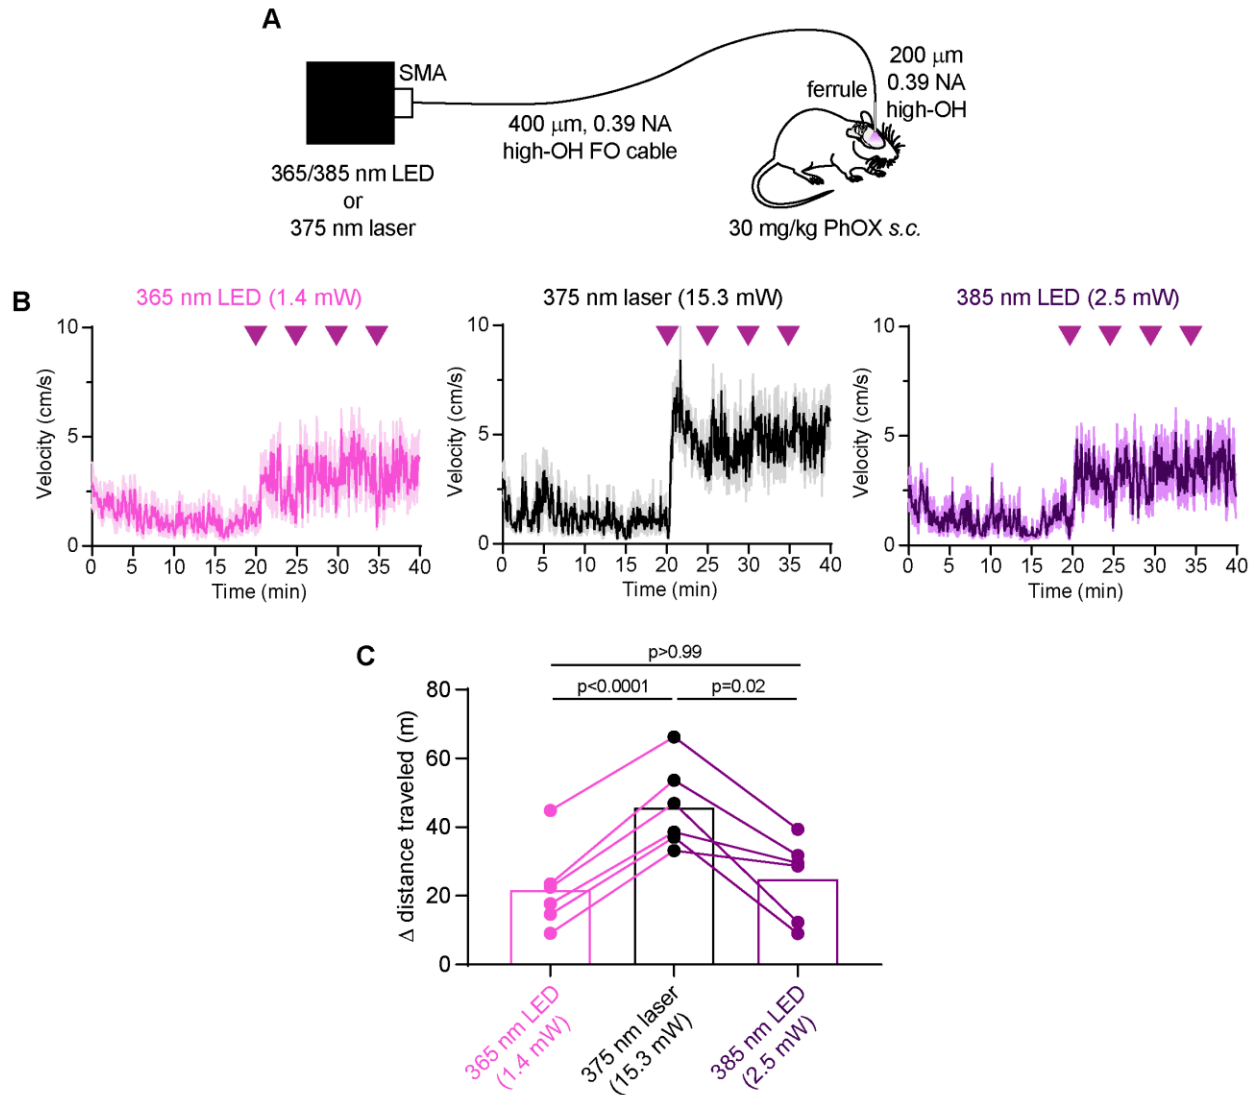 A
SMA
400 μm, 0.39 NA
high-OH FO cable
365/385 nm LED
or
375 nm laser
ferrule
200 μm
0.39 NA
high-OH
30 mg/kg PhOX s.c.
B
365 nm LED (1.4 mW)
10
5
0
Velocity (cm/s)
0 5 10 15 20 25 30 35 40
Time (min)
375 nm laser (15.3 mW)
10
5
0
Velocity (cm/s)
0 5 10 15 20 25 30 35 40
Time (min)
385 nm LED (2.5 mW)
10
5
0
Velocity (cm/s)
0 5 10 15 20 25 30 35 40
Time (min)
C
p>0.99
p<0.0001
p=0.02
80
60
40
20
0
Δ distance traveled (m)
365 nm LED
(1.4 mW)
375 nm laser
(15.3 mW)
385 nm LED
(2.5 mW)